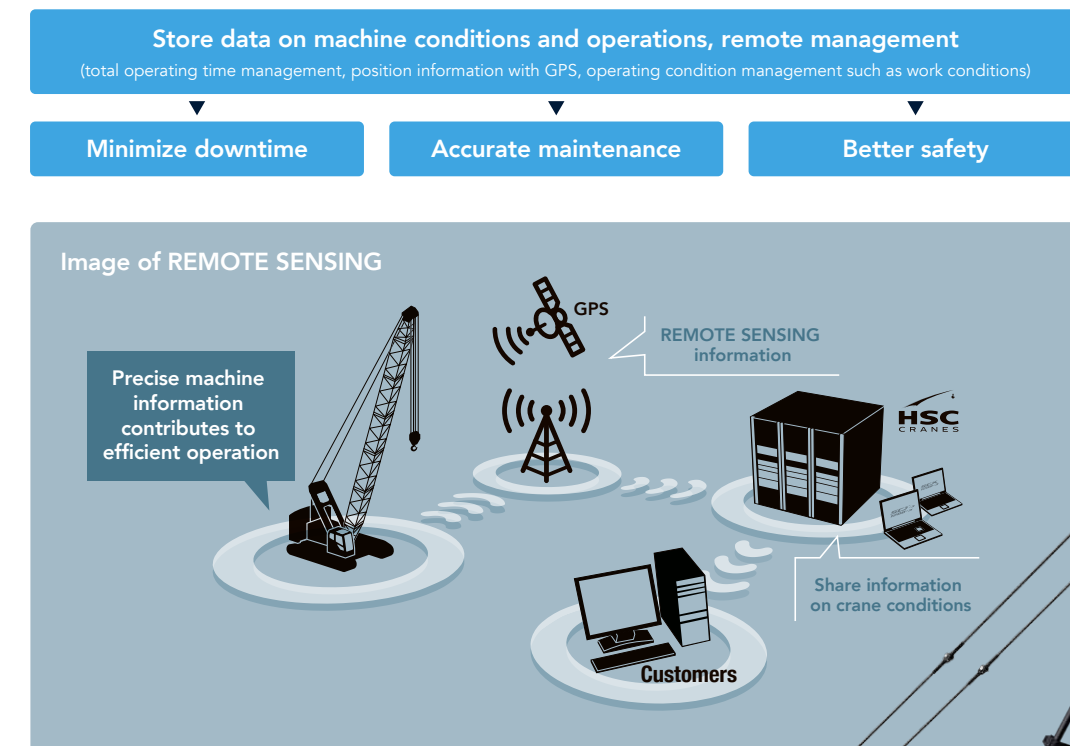 Store data on machine conditions and operations, remote management
(total operating time management, position information with GPS, operating condition management such as work conditions)
Minimize downtime
Accurate maintenance
Better safety
Image of REMOTE SENSING
GPS
REMOTE SENSING
information
Precise machine
information
contributes to
efficient operation
HSC
CRANES
Share information
on crane conditions
Customers